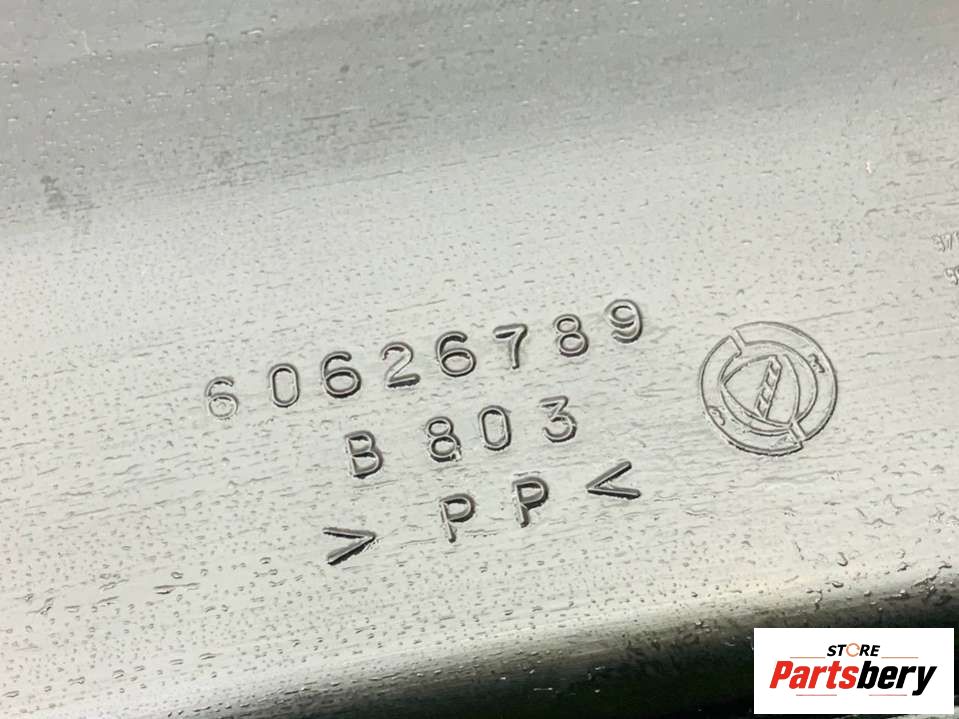 60626789
B 803
> PP <
STORE
Partsbery